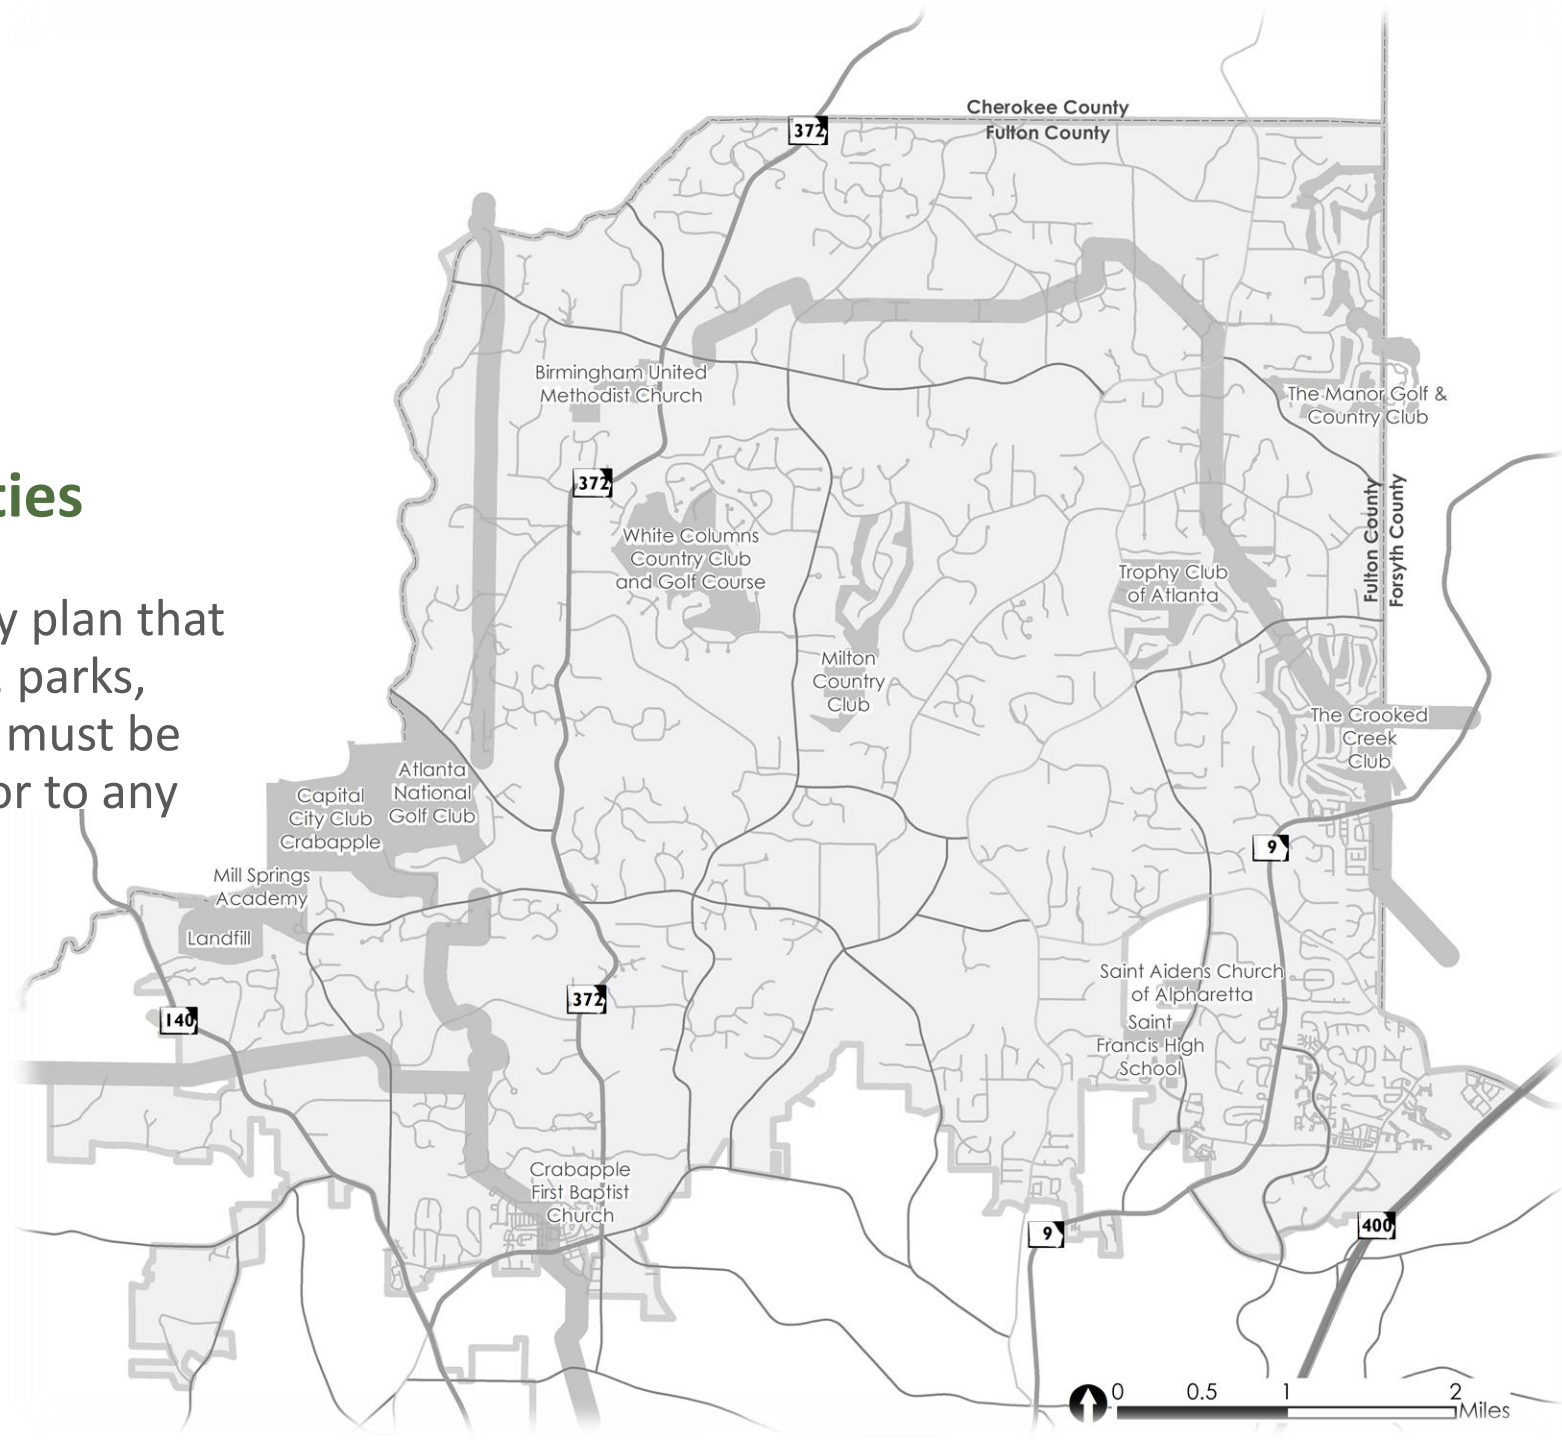 Cherokee County
372
Fulton County
Birmingham United
Methodist Church
The Manor Golf &
Country Club
ties
372
Fulton County
Forsyth County
White Columns
Country Club
and Golf Course
Trophy Club
of Atlanta
y plan that
parks,
must be
or to any
Milton
Country
Club
The Crooked
Creek
Club
Atlanta
National
Golf Club
Capital
City Club
Crabapple
9
Mill Springs
Academy
Landfill
372
140
Saint Aidens Church
of Alpharetta
Saint
Francis High
School
Crabapple
First Baptist
Church
9
400
0 0.5 1 2
Miles